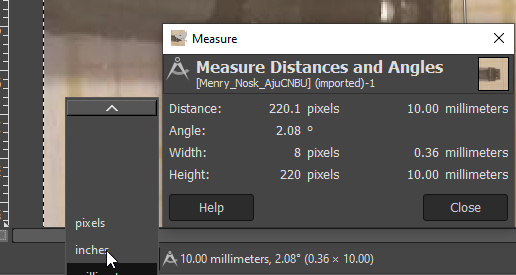 Measure
Measure Distances and Angles
[Menry_Nosk_AjuCNBU] (imported)-1
Distance: 220.1 pixels 10.00 millimeters
Angle: 2.08 °
Width: 8 pixels 0.36 millimeters
Height: 220 pixels 10.00 millimeters
Help Close
pixels
inches
10.00 millimeters, 2.08° (0.36 × 10.00)